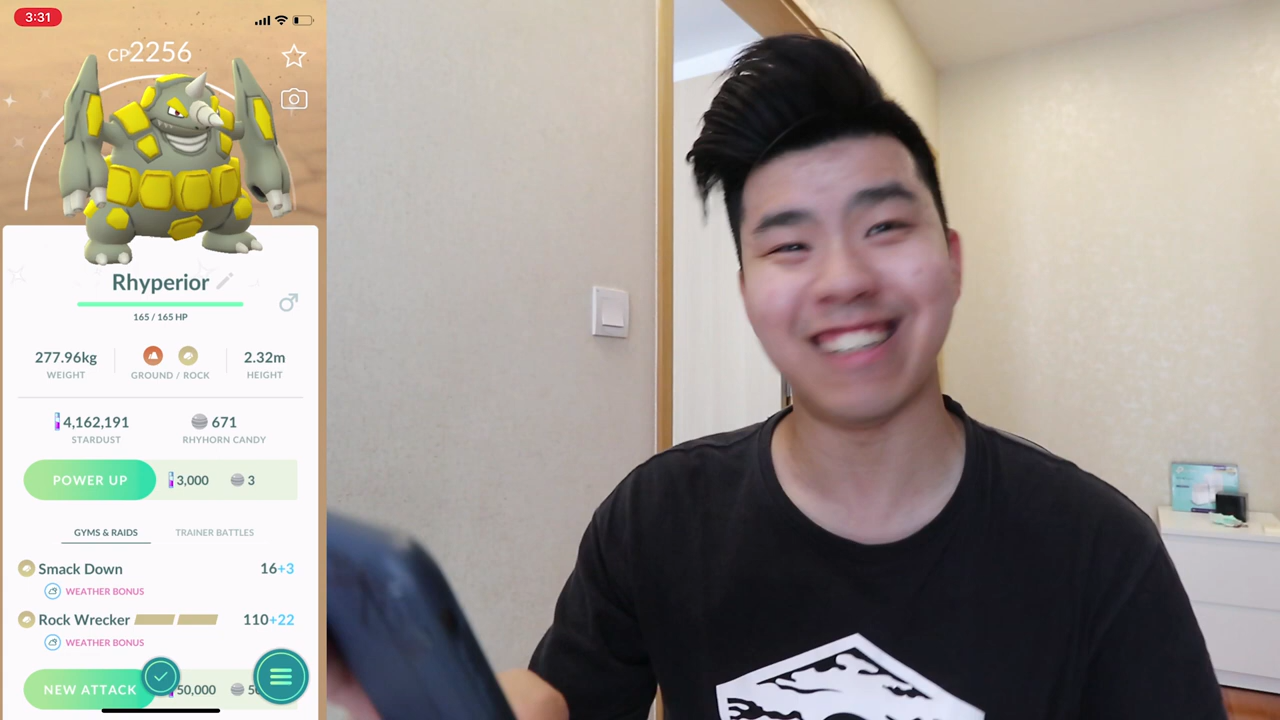 3:31
CP2256
Rhyperior
165 / 165 HP
277.96kg
WEIGHT
GROUND / ROCK
2.32m
HEIGHT
4,162,191
STARDUST
671
RHYHORN CANDY
POWER UP 3,000 3
GYMS & RAIDS TRAINER BATTLES
Smack Down 16+3
WEATHER BONUS
Rock Wrecker 110+22
WEATHER BONUS
NEW ATTACK 50,000